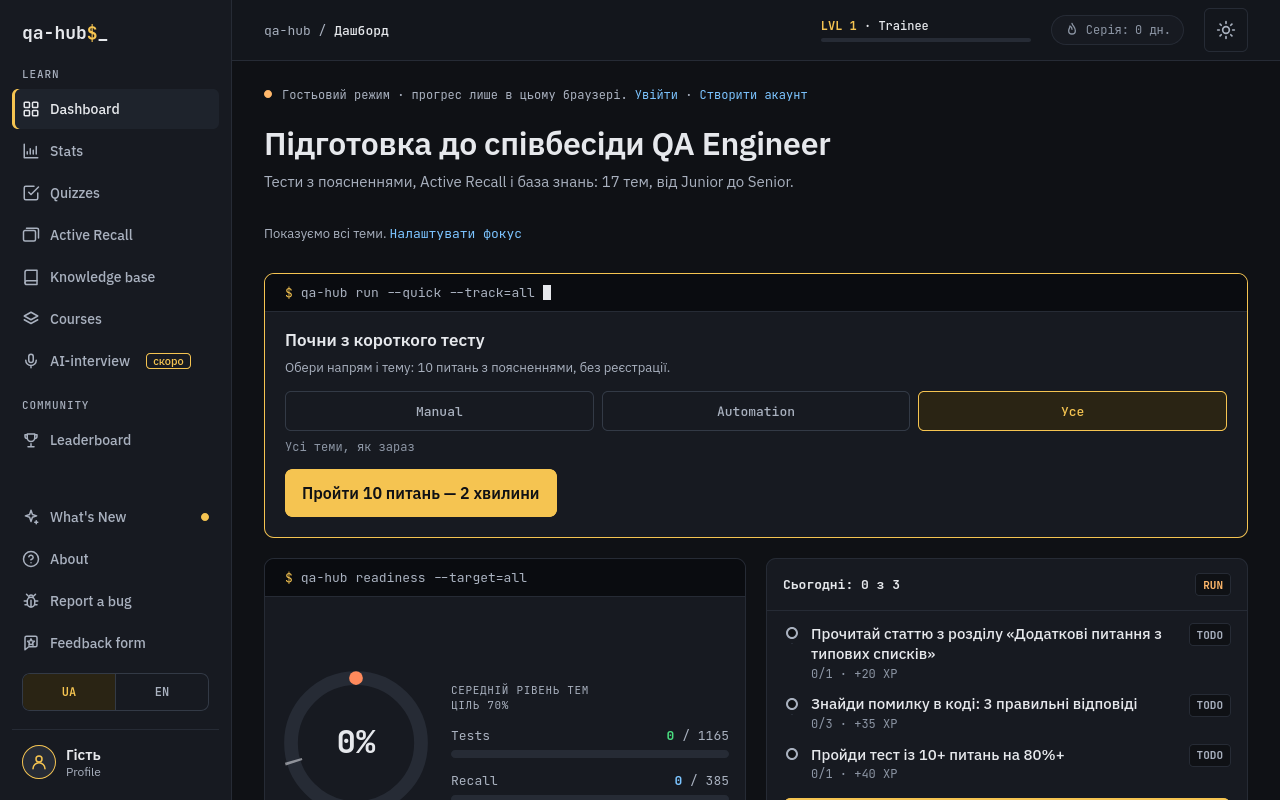 qa-hub$_
LEARN
Dashboard
Stats
Quizzes
Active Recall
Knowledge base
Courses
AI-interview скоро
COMMUNITY
Leaderboard
What's New
About
Report a bug
Feedback form
UA EN
Гість
Profile
qa-hub / Дашборд
LVL 1 · Trainee
Серія: 0 дн.
Гостьовий режим · прогрес лише в цьому браузері. Увійти · Створити акаунт
Підготовка до співбесіди QA Engineer
Тести з поясненнями, Active Recall і база знань: 17 тем, від Junior до Senior.
Показуємо всі теми. Налаштувати фокус
$ qa-hub run --quick --track=all
Почни з короткого тесту
Обери напрям і тему: 10 питань з поясненнями, без реєстрації.
Manual Automation Усе
Усі теми, як зараз
Пройти 10 питань — 2 хвилини
$ qa-hub readiness --target=all
0%
СЕРЕДНІЙ РІВЕНЬ ТЕМ
ЦІЛЬ 70%
Tests 0 / 1165
Recall 0 / 385
Сьогодні: 0 з 3 RUN
Прочитай статтю з розділу «Додаткові питання з
типових списків»
0/1 · +20 XP
TODO
Знайди помилку в коді: 3 правильні відповіді
0/3 · +35 XP
TODO
Пройди тест із 10+ питань на 80%+
0/1 · +40 XP
TODO